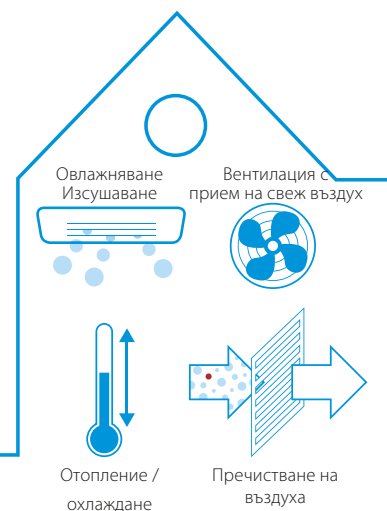 Овлажняване
Изсушаване
Вентилация с
прием на свеж въздух
Отопление /
охлаждане
Пречистване на
въздуха